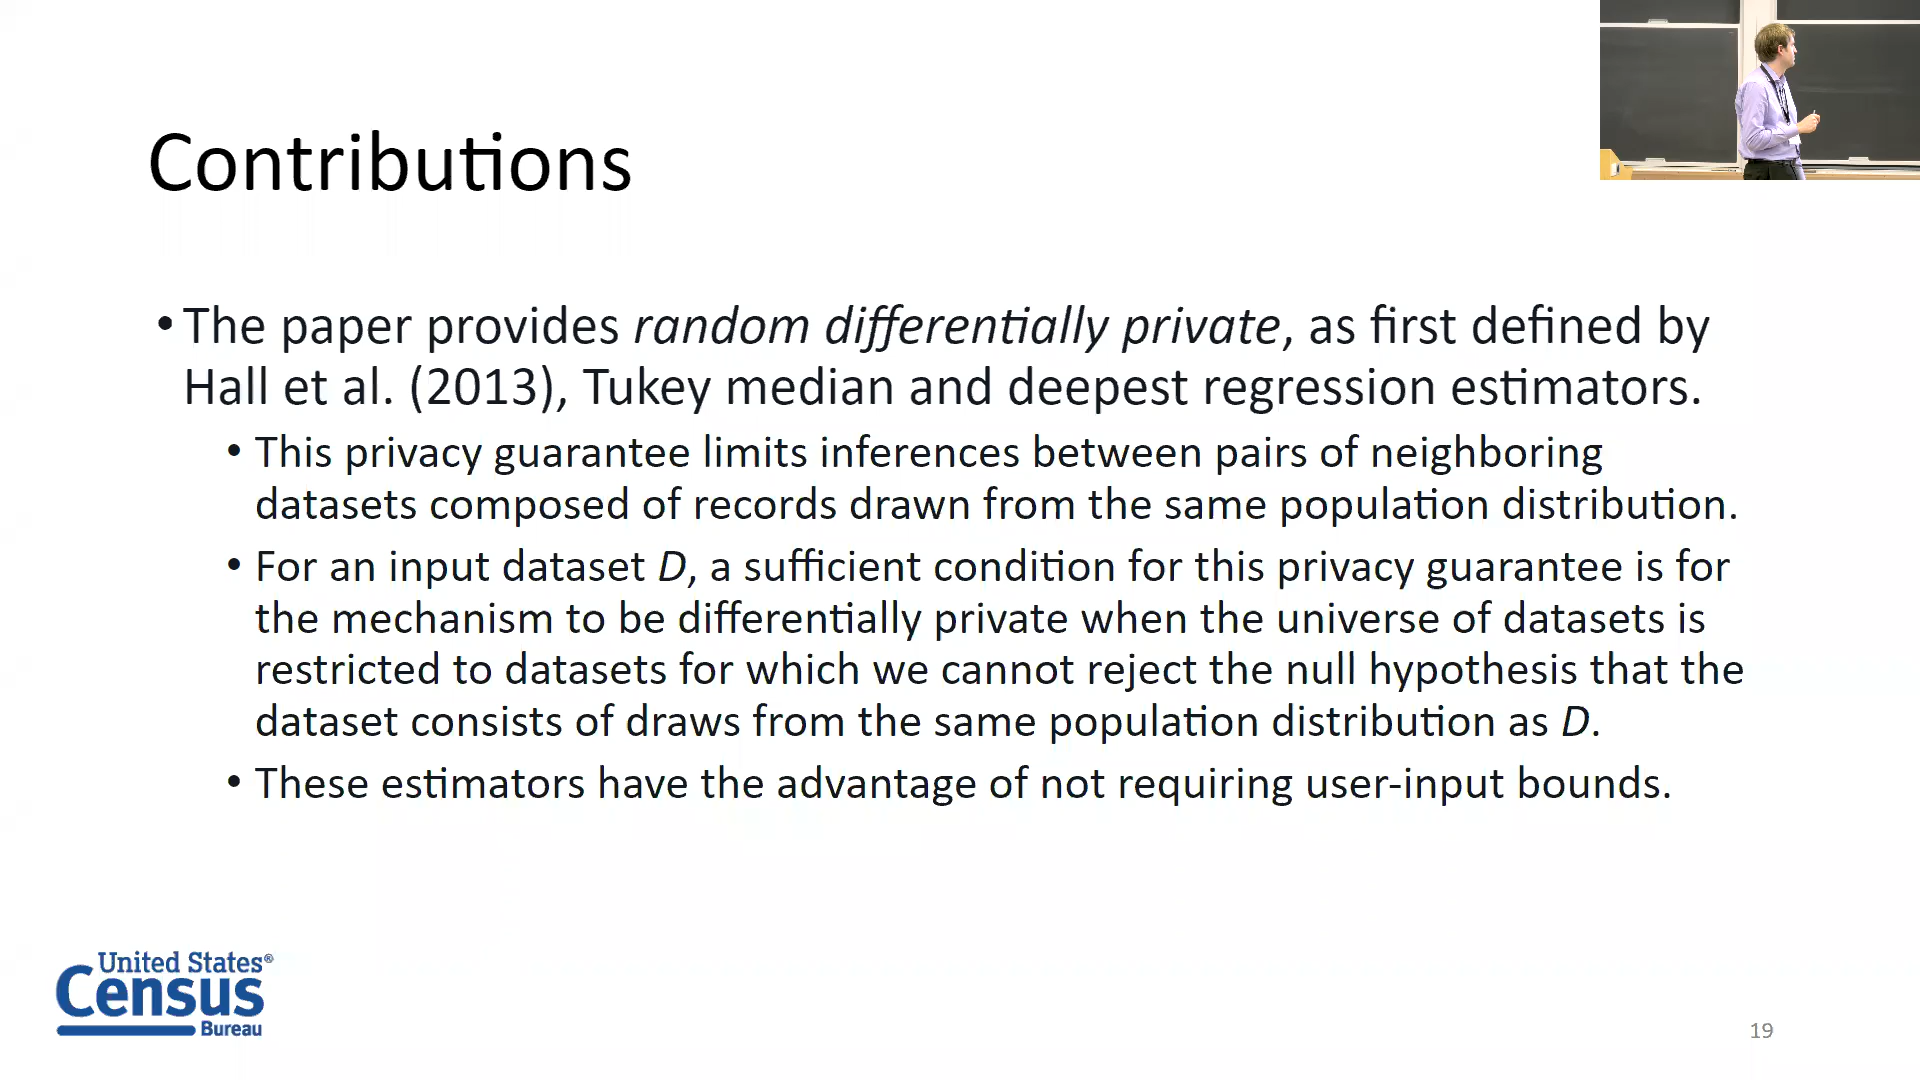 Contributions
• The paper provides random differentially private, as first defined by
Hall et al. (2013), Tukey median and deepest regression estimators.
• This privacy guarantee limits inferences between pairs of neighboring
datasets composed of records drawn from the same population distribution.
• For an input dataset D, a sufficient condition for this privacy guarantee is for
the mechanism to be differentially private when the universe of datasets is
restricted to datasets for which we cannot reject the null hypothesis that the
dataset consists of draws from the same population distribution as D.
• These estimators have the advantage of not requiring user-input bounds.
United States®
Census
Bureau
19